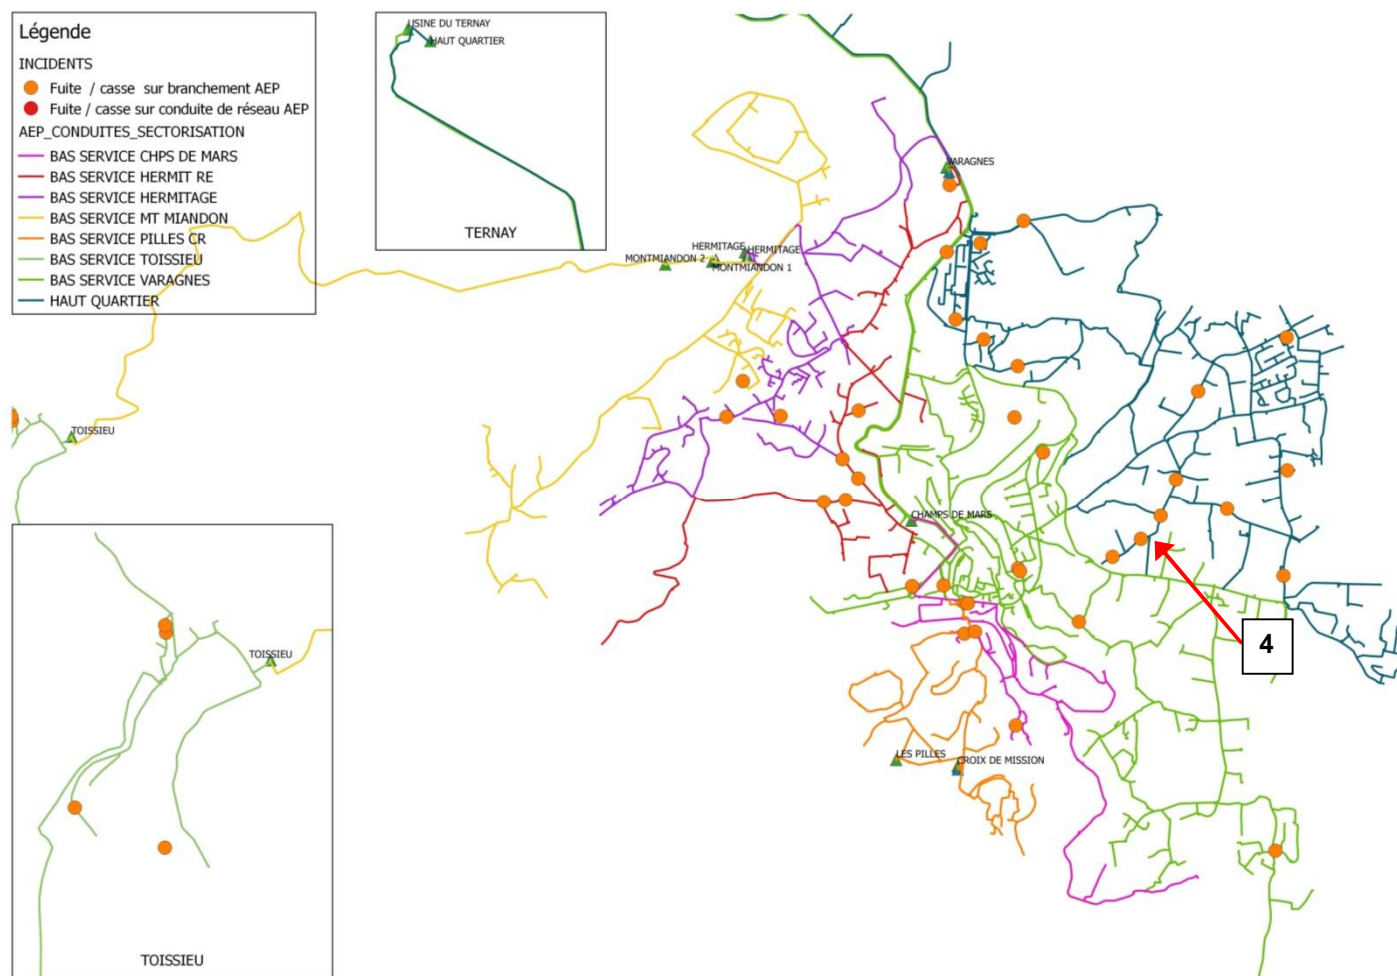 Légende
INCIDENTS
Fuite / casse sur branchement AEP
Fuite / casse sur conduite de réseau AEP
AEP_CONDUITES_SECTORISATION
BAS SERVICE CHPS DE MARS
BAS SERVICE HERMIT RE
BAS SERVICE HERMITAGE
BAS SERVICE MT MIANDON
BAS SERVICE PILLES CR
BAS SERVICE TOISSIEU
BAS SERVICE VARAGNES
HAUT QUARTIER
USINE DU TERNAY
HAUT QUARTIER
TERNAY
VARAGNES
HERMITAGE
HERMITAGE
MONTMIANDON 2
MONTMIANDON 1
TOISSIEU
CHAMPS DE MARS
4
TOISSIEU
LES PILLES
CROIX DE MISSION
TOISSIEU